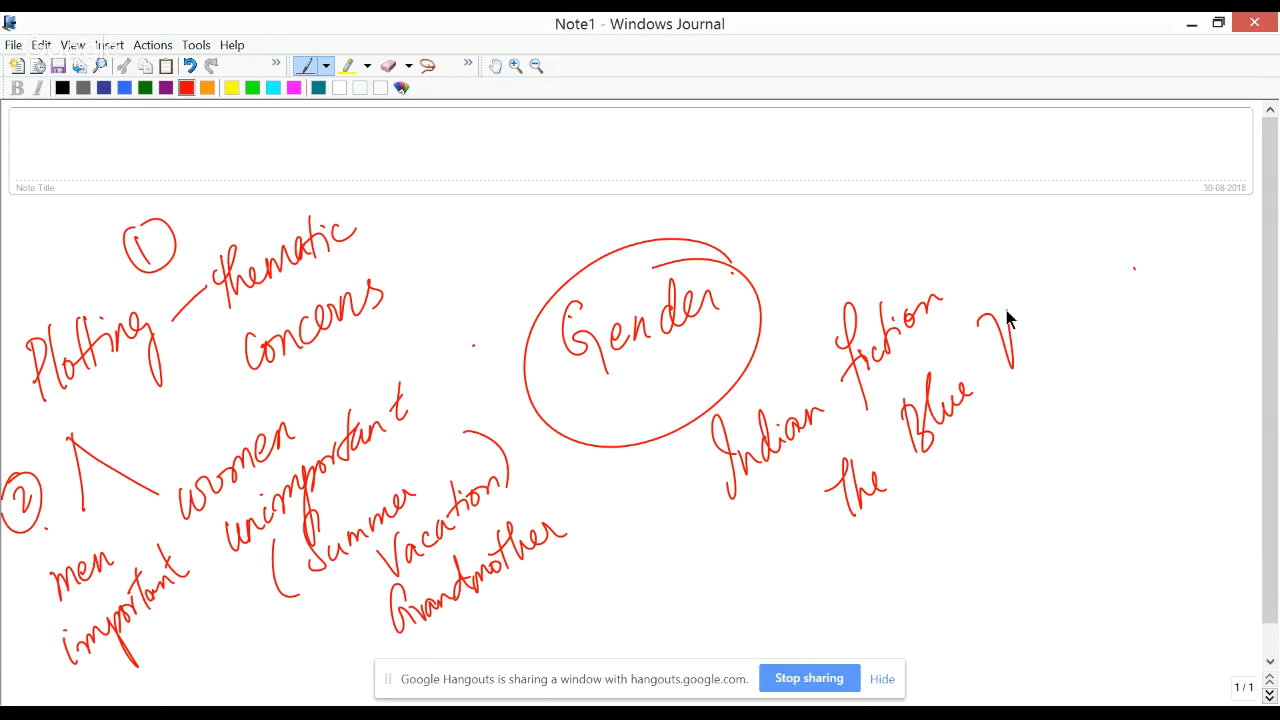 Note1 - Windows Journal
File Edit View Insert Actions Tools Help
Note Title
30-08-2018
1
Plotting - thematic
concerns
2
men
important
women
unimportant
(Summer
Vacation)
Grandmother
Gender
Indian fiction
the Blue
Google Hangouts is sharing a window with hangouts.google.com.
Stop sharing
Hide
1 / 1